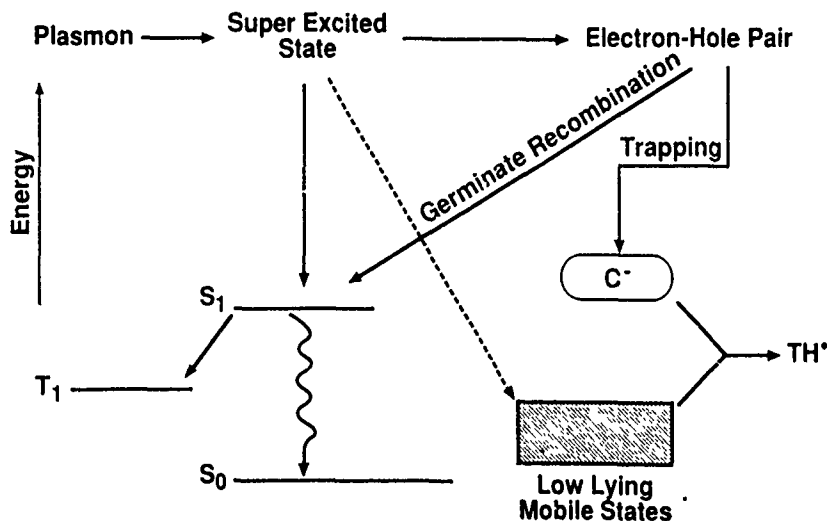 Plasmon
Super Excited
State
Electron-Hole Pair
Energy
Germinate Recombination
Trapping
C⁻
S₁
TH•
T₁
S₀
Low Lying
Mobile States